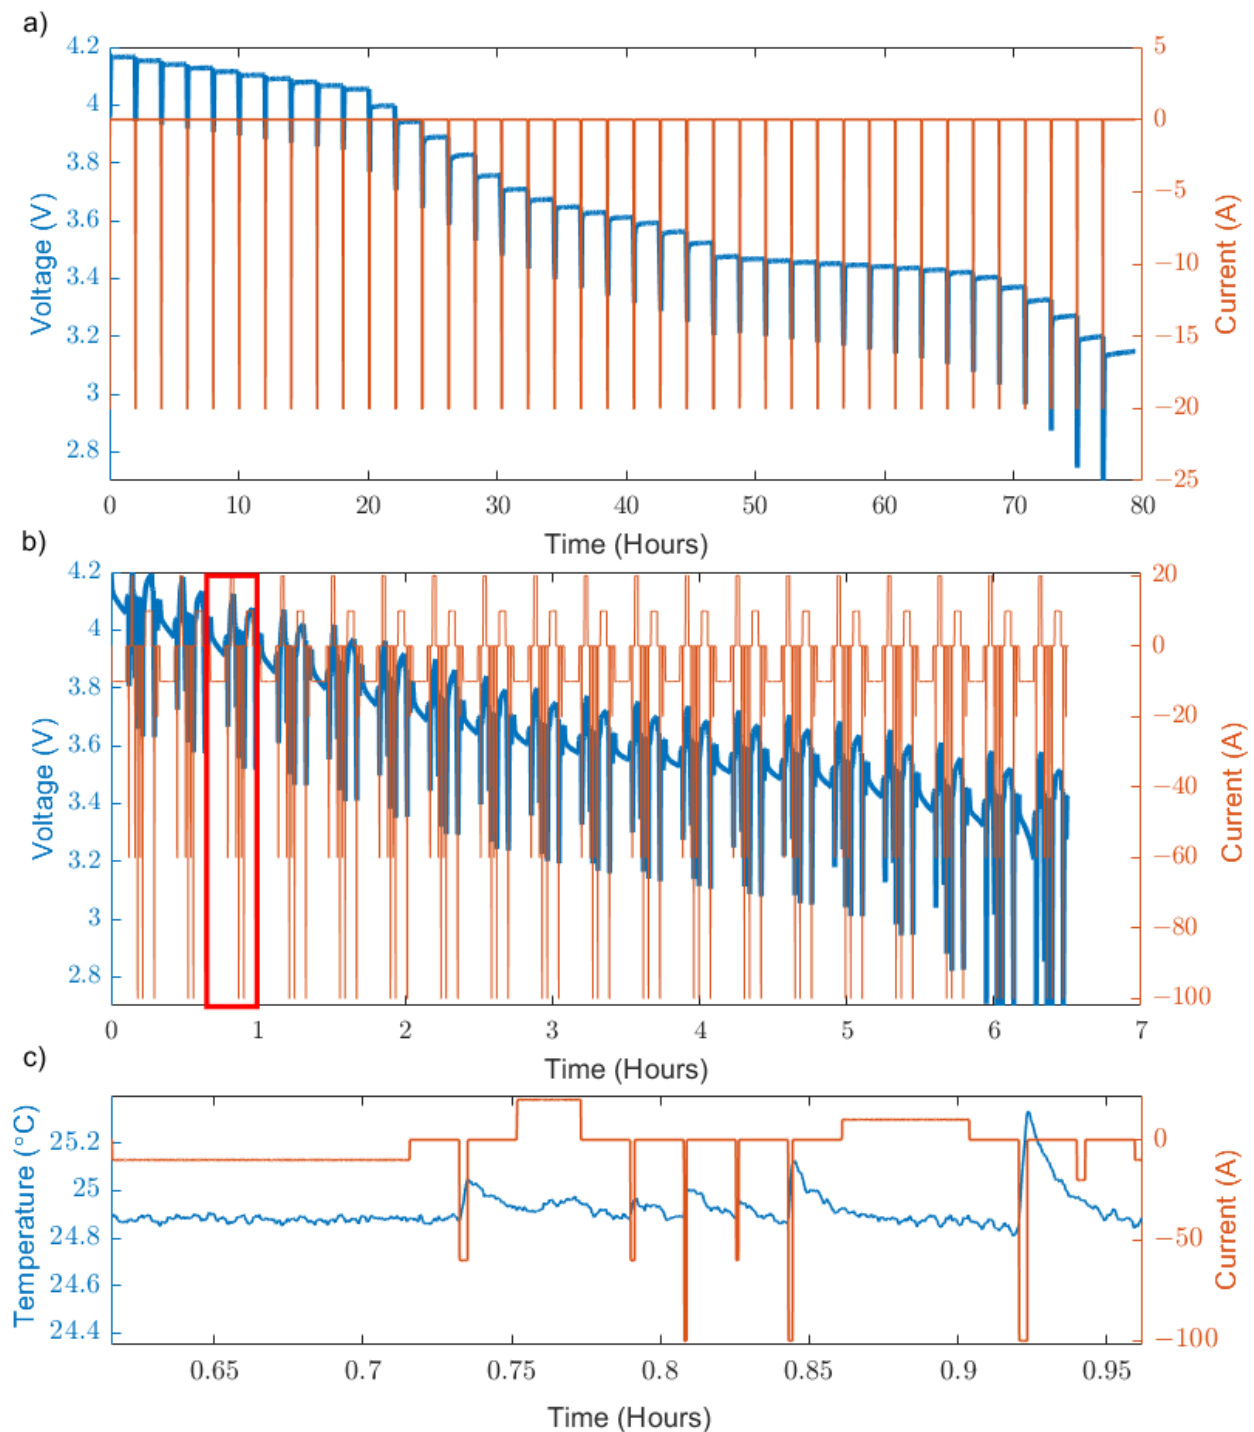 a)
4.2
4
3.8
3.6
3.4
3.2
3
2.8
Voltage (V)
5
0
−5
−10
−15
−20
−25
Current (A)
0 10 20 30 40 50 60 70 80
Time (Hours)
b)
4.2
4
3.8
3.6
3.4
3.2
3
2.8
Voltage (V)
20
0
−20
−40
−60
−80
−100
Current (A)
0 1 2 3 4 5 6 7
Time (Hours)
c)
25.2
25
24.8
24.6
24.4
Temperature (°C)
0
−50
−100
Current (A)
0.65 0.7 0.75 0.8 0.85 0.9 0.95
Time (Hours)